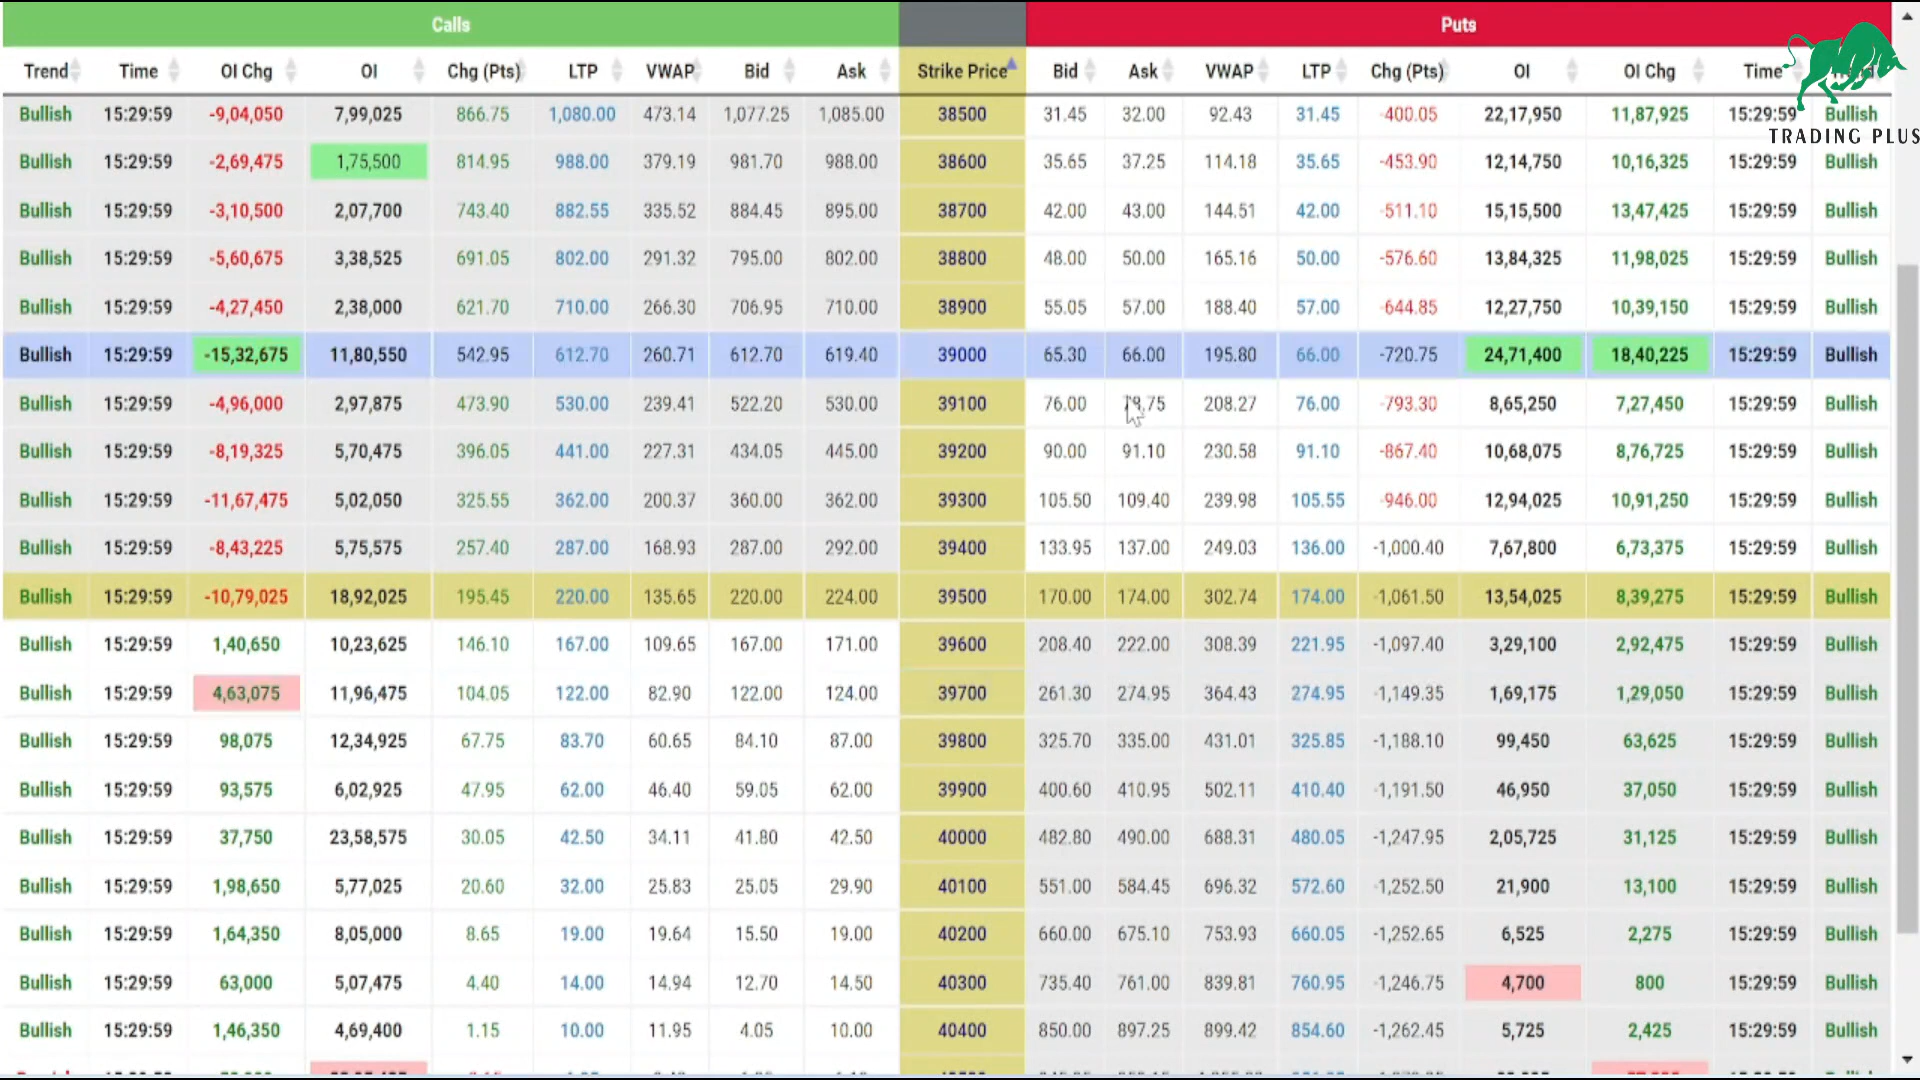 Calls Puts
Trend Time OI Chg OI Chg (Pts) LTP VWAP Bid Ask Strike Price Bid Ask VWAP LTP Chg (Pts) OI OI Chg Time
Bullish 15:29:59 -9,04,050 7,99,025 866.75 1,080.00 473.14 1,077.25 1,085.00 38500 31.45 32.00 92.43 31.45 -400.05 22,17,950 11,87,925 15:29:59 Bullish
TRADING PLUS
Bullish 15:29:59 -2,69,475 1,75,500 814.95 988.00 379.19 981.70 988.00 38600 35.65 37.25 114.18 35.65 -453.90 12,14,750 10,16,325 15:29:59 Bullish
Bullish 15:29:59 -3,10,500 2,07,700 743.40 882.55 335.52 884.45 895.00 38700 42.00 43.00 144.51 42.00 -511.10 15,15,500 13,47,425 15:29:59 Bullish
Bullish 15:29:59 -5,60,675 3,38,525 691.05 802.00 291.32 795.00 802.00 38800 48.00 50.00 165.16 50.00 -576.60 13,84,325 11,98,025 15:29:59 Bullish
Bullish 15:29:59 -4,27,450 2,38,000 621.70 710.00 266.30 706.95 710.00 38900 55.05 57.00 188.40 57.00 -644.85 12,27,750 10,39,150 15:29:59 Bullish
Bullish 15:29:59 -15,32,675 11,80,550 542.95 612.70 260.71 612.70 619.40 39000 65.30 66.00 195.80 66.00 -720.75 24,71,400 18,40,225 15:29:59 Bullish
Bullish 15:29:59 -4,96,000 2,97,875 473.90 530.00 239.41 522.20 530.00 39100 76.00 208.27 76.00 -793.30 8,65,250 7,27,450 15:29:59 Bullish
Bullish 15:29:59 -8,19,325 5,70,475 396.05 441.00 227.31 434.05 445.00 39200 90.00 91.10 230.58 91.10 -867.40 10,68,075 8,76,725 15:29:59 Bullish
Bullish 15:29:59 -11,67,475 5,02,050 325.55 362.00 200.37 360.00 362.00 39300 105.50 109.40 239.98 105.55 -946.00 12,94,025 10,91,250 15:29:59 Bullish
Bullish 15:29:59 -8,43,225 5,75,575 257.40 287.00 168.93 287.00 292.00 39400 133.95 137.00 249.03 136.00 -1,000.40 7,67,800 6,73,375 15:29:59 Bullish
Bullish 15:29:59 -10,79,025 18,92,025 195.45 220.00 135.65 220.00 224.00 39500 170.00 174.00 302.74 174.00 -1,061.50 13,54,025 8,39,275 15:29:59 Bullish
Bullish 15:29:59 1,40,650 10,23,625 146.10 167.00 109.65 167.00 171.00 39600 208.40 222.00 308.39 221.95 -1,097.40 3,29,100 2,92,475 15:29:59 Bullish
Bullish 15:29:59 4,63,075 11,96,475 104.05 122.00 82.90 122.00 124.00 39700 261.30 274.95 364.43 274.95 -1,149.35 1,69,175 1,29,050 15:29:59 Bullish
Bullish 15:29:59 98,075 12,34,925 67.75 83.70 60.65 84.10 87.00 39800 325.70 335.00 431.01 325.85 -1,188.10 99,450 63,625 15:29:59 Bullish
Bullish 15:29:59 93,575 6,02,925 47.95 62.00 46.40 59.05 62.00 39900 400.60 410.95 502.11 410.40 -1,191.50 46,950 37,050 15:29:59 Bullish
Bullish 15:29:59 37,750 23,58,575 30.05 42.50 34.11 41.80 42.50 40000 482.80 490.00 688.31 480.05 -1,247.95 2,05,725 31,125 15:29:59 Bullish
Bullish 15:29:59 1,98,650 5,77,025 20.60 32.00 25.83 25.05 29.90 40100 551.00 584.45 696.32 572.60 -1,252.50 21,900 13,100 15:29:59 Bullish
Bullish 15:29:59 1,64,350 8,05,000 8.65 19.00 19.64 15.50 19.00 40200 660.00 675.10 753.93 660.05 -1,252.65 6,525 2,275 15:29:59 Bullish
Bullish 15:29:59 63,000 5,07,475 4.40 14.00 14.94 12.70 14.50 40300 735.40 761.00 839.81 760.95 -1,246.75 4,700 800 15:29:59 Bullish
Bullish 15:29:59 1,46,350 4,69,400 1.15 10.00 11.95 4.05 10.00 40400 850.00 897.25 899.42 854.60 -1,262.45 5,725 2,425 15:29:59 Bullish